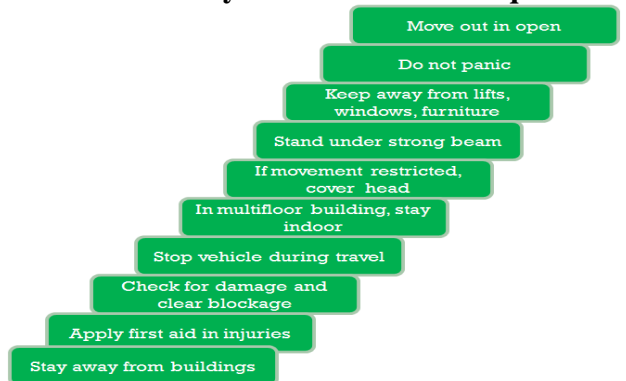 Move out in open
Do not panic
Keep away from lifts,
windows, furniture
Stand under strong beam
If movement restricted,
cover head
In multifloor building, stay
indoor
Stop vehicle during travel
Check for damage and
clear blockage
Apply first aid in injuries
Stay away from buildings